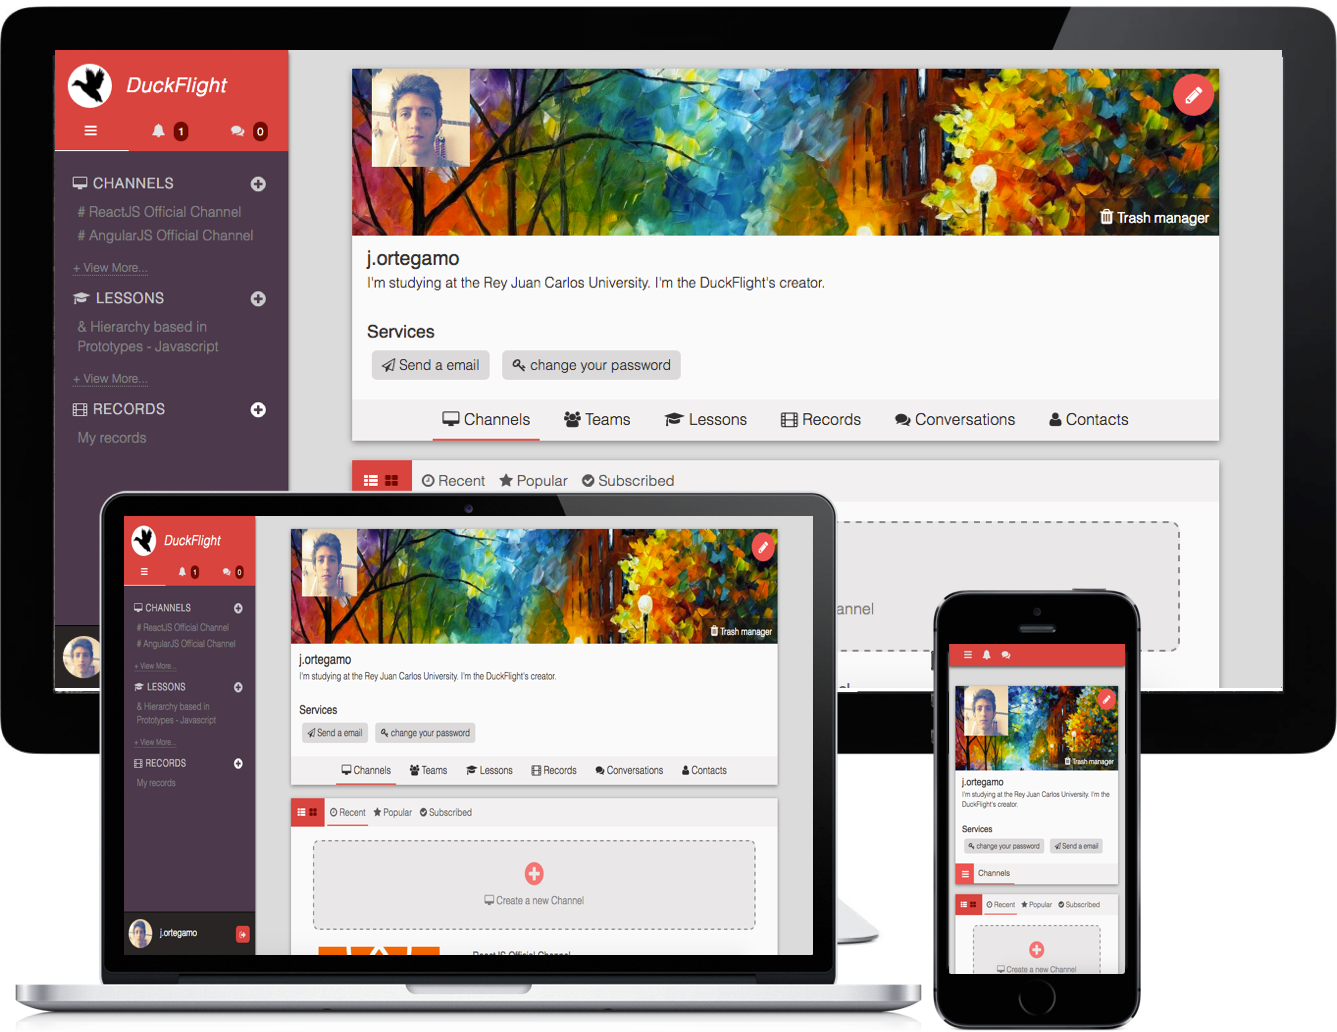 DuckFlight
1
0
CHANNELS
# ReactJS Official Channel
# AngularJS Official Channel
+ View More...
LESSONS
& Hierarchy based in
Prototypes - Javascript
+ View More...
RECORDS
My records
Trash manager
j.ortegamo
I'm studying at the Rey Juan Carlos University. I'm the DuckFlight's creator.
Services
Send a email change your password
Channels Teams Lessons Records Conversations Contacts
Recent Popular Subscribed
annel
DuckFlight
1
0
CHANNELS
# ReactJS Official Channel
# AngularJS Official Channel
+ View More...
LESSONS
& Hierarchy based in
Prototypes - Javascript
+ View More...
RECORDS
My records
j.ortegamo
Trash manager
j.ortegamo
I'm studying at the Rey Juan Carlos University. I'm the DuckFlight's creator.
Services
Send a email change your password
Channels Teams Lessons Records Conversations Contacts
Recent Popular Subscribed
Create a new Channel
ReactJS Official Channel
Trash manager
j.ortegamo
I'm studying at the Rey Juan Carlos University. I'm the
DuckFlight's creator.
Services
change your password Send a email
Channels
Recent Popular Subscribed
Create a new Channel